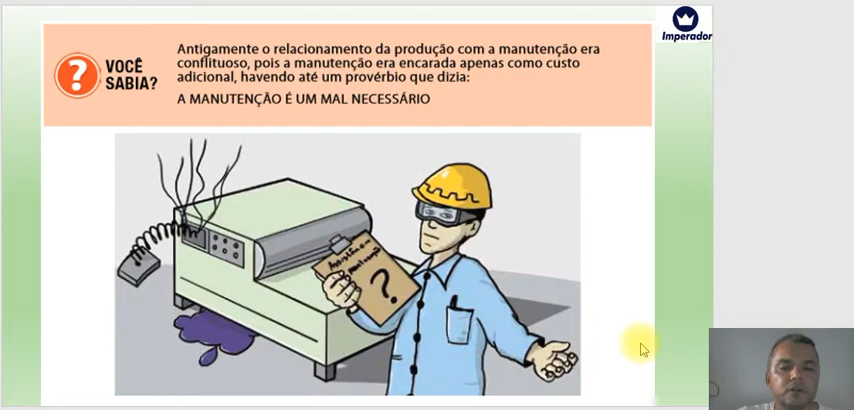 Imperador
?
VOCÊ
SABIA?
Antigamente o relacionamento da produção com a manutenção era
conflituoso, pois a manutenção era encarada apenas como custo
adicional, havendo até um provérbio que dizia:
A MANUTENÇÃO É UM MAL NECESSÁRIO
?